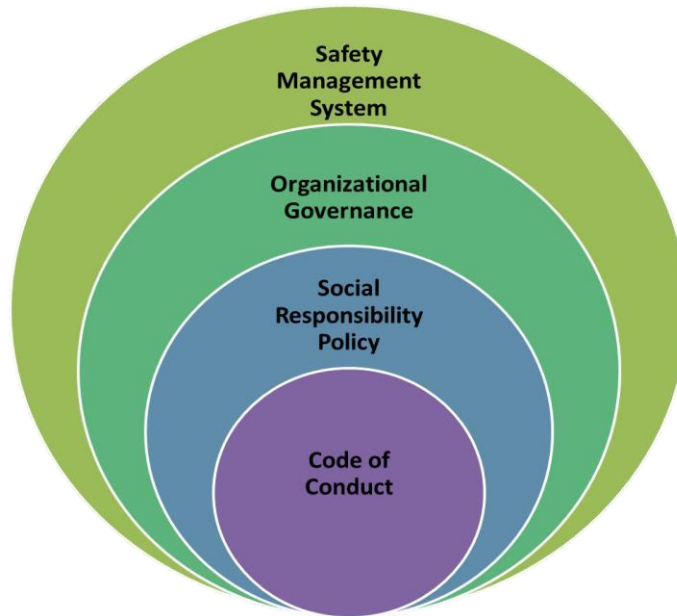 Safety
Management
System
Organizational
Governance
Social
Responsibility
Policy
Code of
Conduct